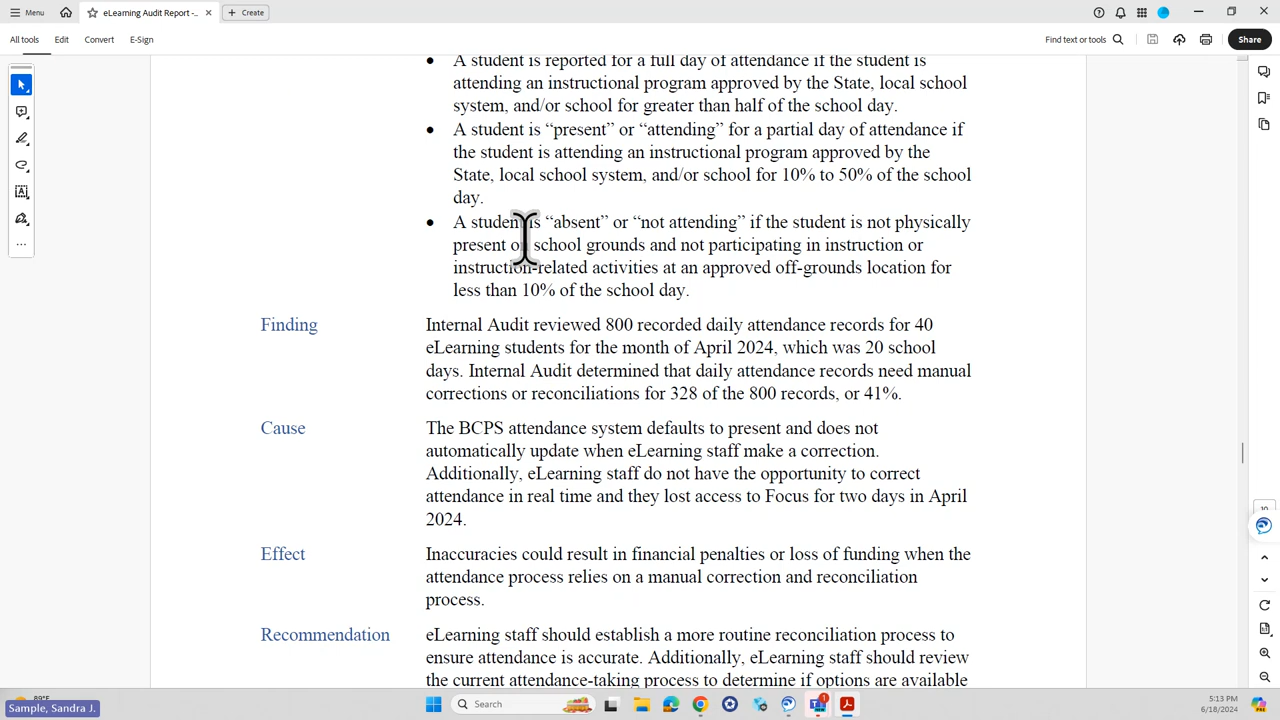 Menu
eLearning Audit Report -..
Create
All tools
Edit
Convert
E-Sign
Find text or tools
Share
A student is reported for a full day of attendance if the student is
attending an instructional program approved by the State, local school
system, and/or school for greater than half of the school day.
A student is “present” or “attending” for a partial day of attendance if
the student is attending an instructional program approved by the
State, local school system, and/or school for 10% to 50% of the school
day.
A student is “absent” or “not attending” if the student is not physically
present on school grounds and not participating in instruction or
instruction-related activities at an approved off-grounds location for
less than 10% of the school day.
Finding
Internal Audit reviewed 800 recorded daily attendance records for 40
eLearning students for the month of April 2024, which was 20 school
days. Internal Audit determined that daily attendance records need manual
corrections or reconciliations for 328 of the 800 records, or 41%.
Cause
The BCPS attendance system defaults to present and does not
automatically update when eLearning staff make a correction.
Additionally, eLearning staff do not have the opportunity to correct
attendance in real time and they lost access to Focus for two days in April
2024.
Effect
Inaccuracies could result in financial penalties or loss of funding when the
attendance process relies on a manual correction and reconciliation
process.
Recommendation
eLearning staff should establish a more routine reconciliation process to
ensure attendance is accurate. Additionally, eLearning staff should review
the current attendance-taking process to determine if options are available
89°F
Sample, Sandra J.
Search
1
5:13 PM
6/18/2024